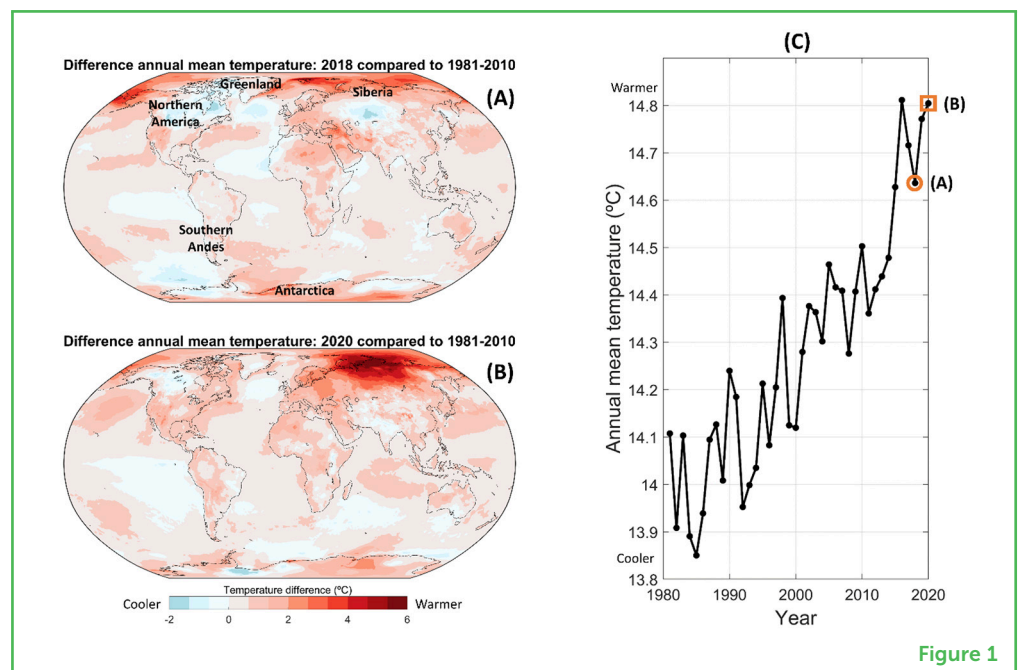 Difference annual mean temperature: 2018 compared to 1981-2010
Greenland
Siberia
(A)
Northern
America
Southern
Andes
Antarctica
Difference annual mean temperature: 2020 compared to 1981-2010
(B)
Temperature difference (ºC)
Cooler
Warmer
-2
0
2
4
6
(C)
Warmer
14.8
14.7
14.6
14.5
14.4
14.3
14.2
14.1
14
13.9
Cooler
13.8
Annual mean temperature (ºC)
(B)
(A)
1980
1990
2000
2010
2020
Year
Figure 1